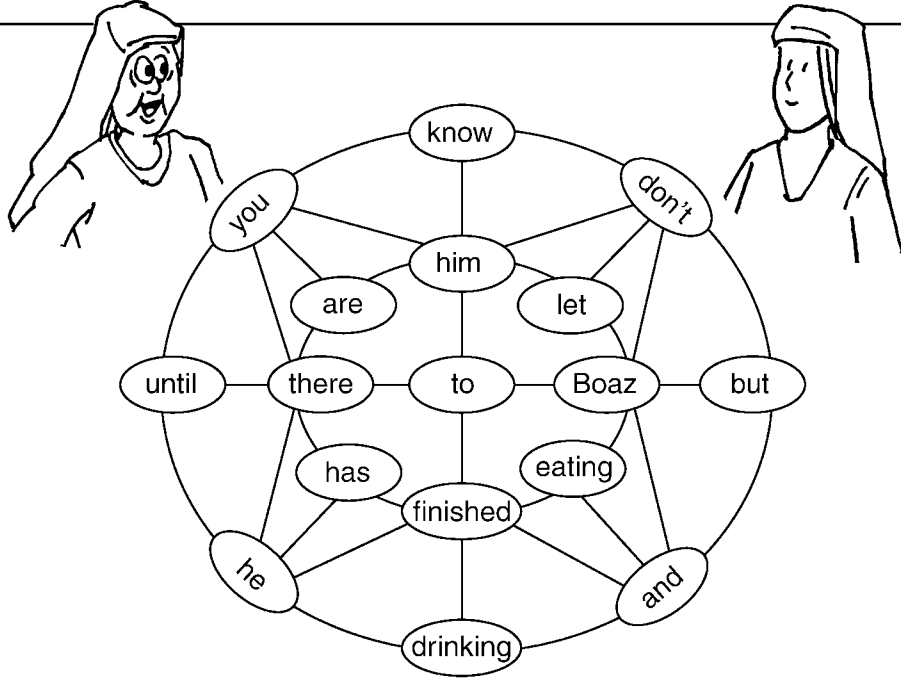 know
you
don't
him
are
let
until
there
to
Boaz
but
has
eating
finished
he
and
drinking